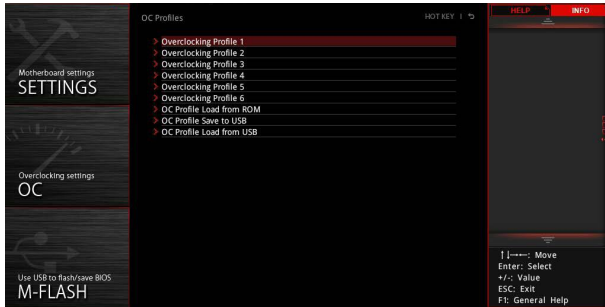 OC Profiles
HOT KEY |
HELP
INFO
Overclocking Profile 1
Overclocking Profile 2
Overclocking Profile 3
Overclocking Profile 4
Overclocking Profile 5
Overclocking Profile 6
OC Profile Load from ROM
OC Profile Save to USB
OC Profile Load from USB
Motherboard settings
SETTINGS
Overclocking settings
OC
Use USB to flash/save BIOS
M-FLASH
↑↓→←: Move
Enter: Select
+/-: Value
ESC: Exit
F1: General Help